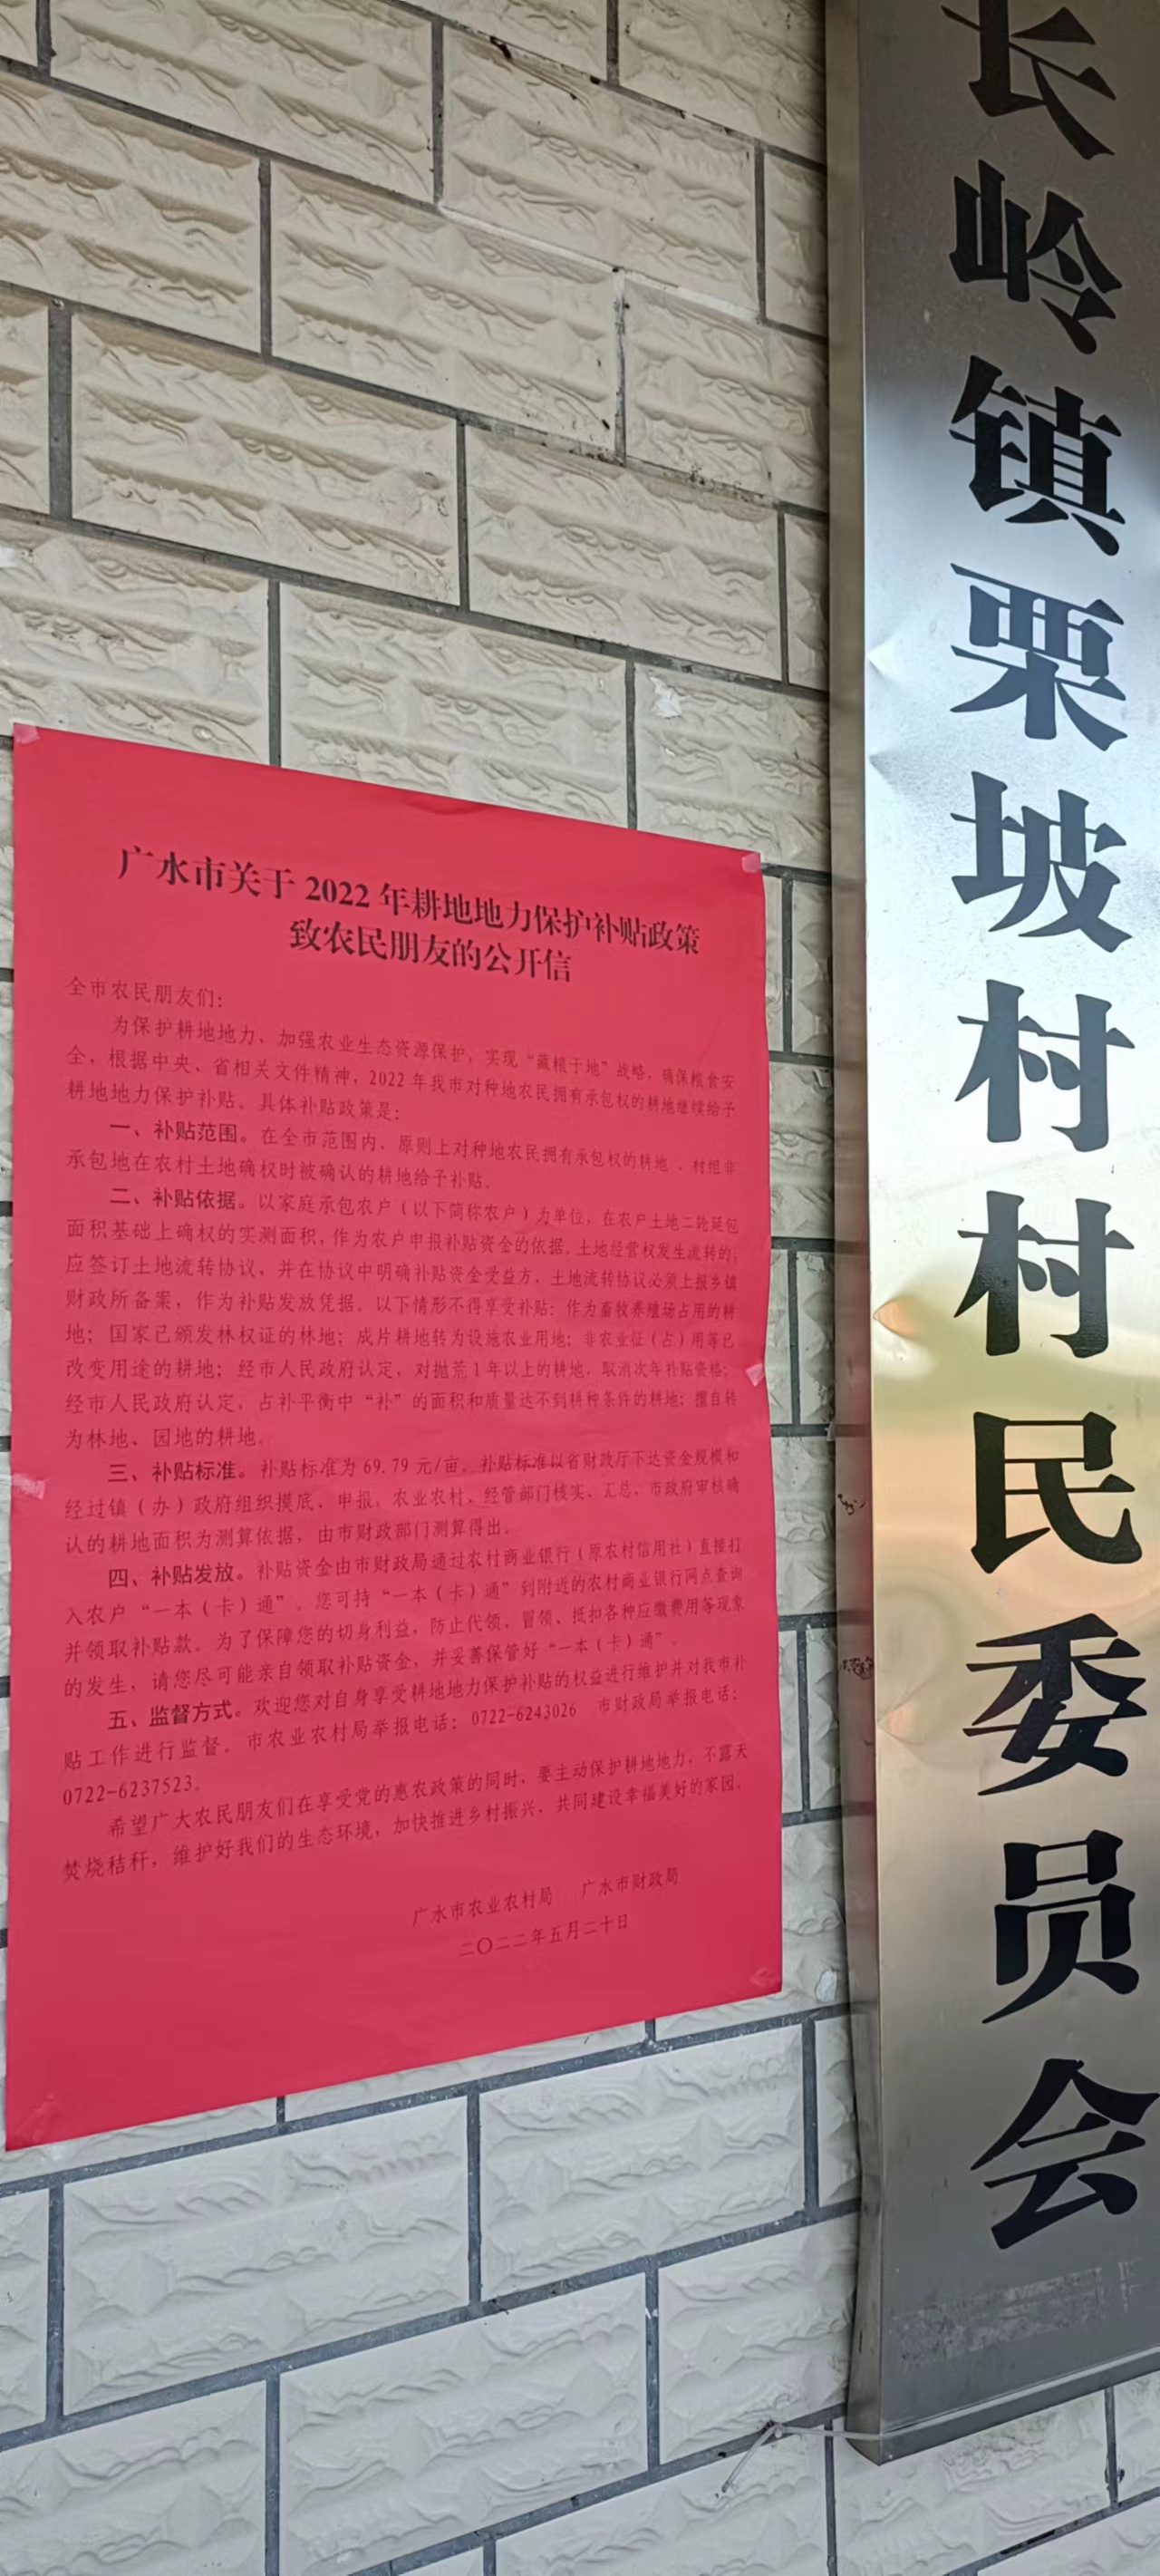 广水市关于 2022 年耕地地力保护补贴政策
致农民朋友的公开信
全市农民朋友们：
为保护耕地地力、加强农业生态资源保护，实现“藏粮于地”战略，确保粮食安
全，根据中央、省相关文件精神，2022 年我市对种地农民拥有承包权的耕地继续给予
耕地地力保护补贴。具体补贴政策是：
一、补贴范围。在全市范围内、原则上对种地农民拥有承包权的耕地、村组非
承包地在农村土地确权时被确认的耕地给予补贴。
二、补贴依据。以家庭承包农户（以下简称农户）为单位，在农户土地二轮延包
面积基础上确权的实测面积，作为农户申报补贴资金的依据。土地经营权发生流转的，
应签订土地流转协议，并在协议中明确补贴资金受益方，土地流转协议必须上报乡镇
财政所备案，作为补贴发放凭据。以下情形不得享受补贴：作为畜牧养殖场占用的耕
地；国家已颁发林权证的林地；成片耕地转为设施农业用地；非农业征（占）用等已
改变用途的耕地；经市人民政府认定，对抛荒 1 年以上的耕地，取消次年补贴资格；
经市人民政府认定，占补平衡中“补”的面积和质量达不到耕种条件的耕地；擅自转
为林地、园地的耕地。
三、补贴标准。补贴标准为 69.79 元/亩。补贴标准以省财政厅下达资金规模和
经过镇（办）政府组织摸底、申报，农业农村、经管部门核实、汇总，市政府审核确
认的耕地面积为测算依据，由市财政部门测算得出。
四、补贴发放。补贴资金由市财政局通过农村商业银行（原农村信用社）直接打
入农户“一本（卡）通”。您可持“一本（卡）通”到附近的农村商业银行网点查询
并领取补贴款。为了保障您的切身利益，防止代领、冒领、抵扣各种应缴费用等现象
的发生，请您尽可能亲自领取补贴资金，并妥善保管好“一本（卡）通”。
五、监督方式。欢迎您对自身享受耕地地力保护补贴的权益进行维护并对我市补
贴工作进行监督。市农业农村局举报电话：0722-6243026 市财政局举报电话：
0722-6237523。
希望广大农民朋友们在享受党的惠农政策的同时，要主动保护耕地地力，不露天
焚烧秸秆，维护好我们的生态环境，加快推进乡村振兴，共同建设幸福美好的家园。
广水市农业农村局 广水市财政局
二〇二二年五月二十日
长岭镇栗坡村村民委员会